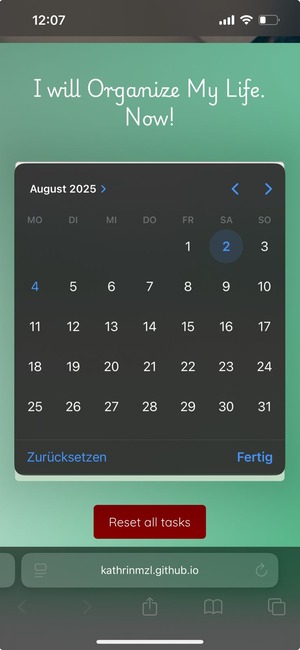 12:07
I will Organize My Life.
Now!
August 2025
MO DI MI DO FR SA SO
1 2 3
4 5 6 7 8 9 10
11 12 13 14 15 16 17
18 19 20 21 22 23 24
25 26 27 28 29 30 31
Zurücksetzen Fertig
Reset all tasks
kathrinmzl.github.io